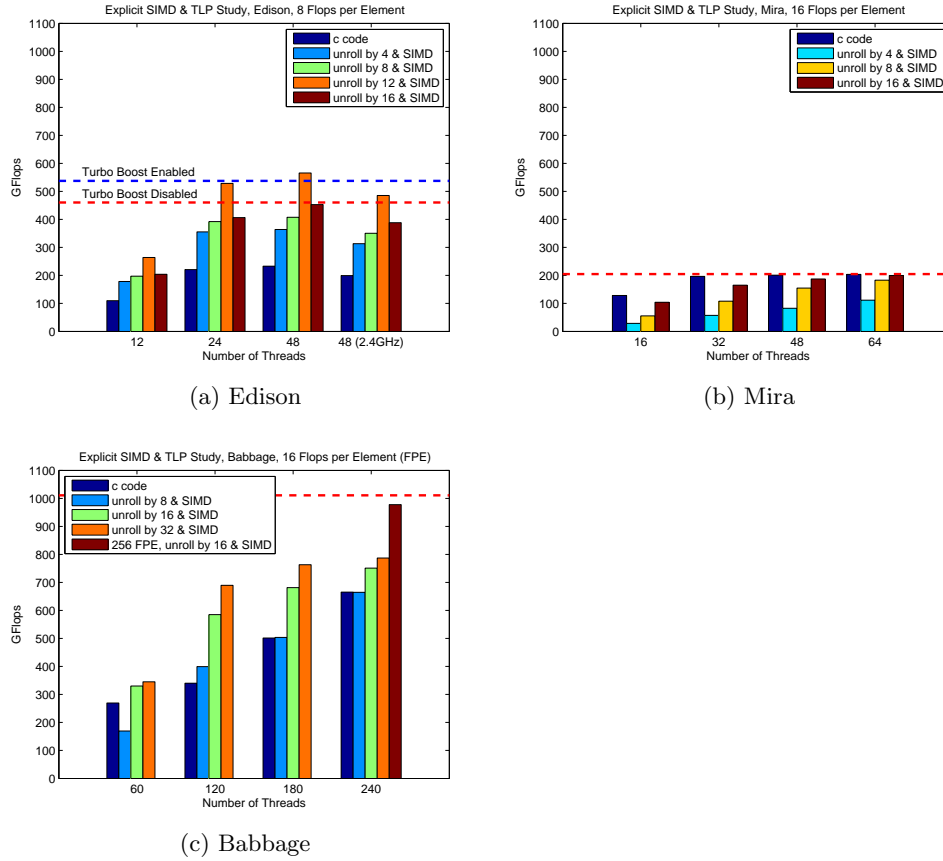 Explicit SIMD & TLP Study, Edison, 8 Flops per Element
1100
1000
900
800
700
600
500
400
300
200
100
0
GFlops
c code
unroll by 4 & SIMD
unroll by 8 & SIMD
unroll by 12 & SIMD
unroll by 16 & SIMD
Turbo Boost Enabled
Turbo Boost Disabled
12 24 48 48 (2.4GHz)
Number of Threads
(a) Edison
Explicit SIMD & TLP Study, Mira, 16 Flops per Element
1100
1000
900
800
700
600
500
400
300
200
100
0
GFlops
c code
unroll by 4 & SIMD
unroll by 8 & SIMD
unroll by 16 & SIMD
16 32 48 64
Number of Threads
(b) Mira
Explicit SIMD & TLP Study, Babbage, 16 Flops per Element (FPE)
1100
1000
900
800
700
600
500
400
300
200
100
0
GFlops
c code
unroll by 8 & SIMD
unroll by 16 & SIMD
unroll by 32 & SIMD
256 FPE, unroll by 16 & SIMD
60 120 180 240
Number of Threads
(c) Babbage